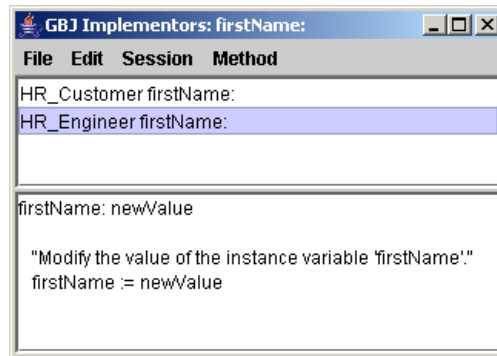 GBJ Implementors: firstName:
File Edit Session Method
HR_Customer firstName:
HR_Engineer firstName:
firstName: newValue
"Modify the value of the instance variable 'firstName'."
firstName := newValue